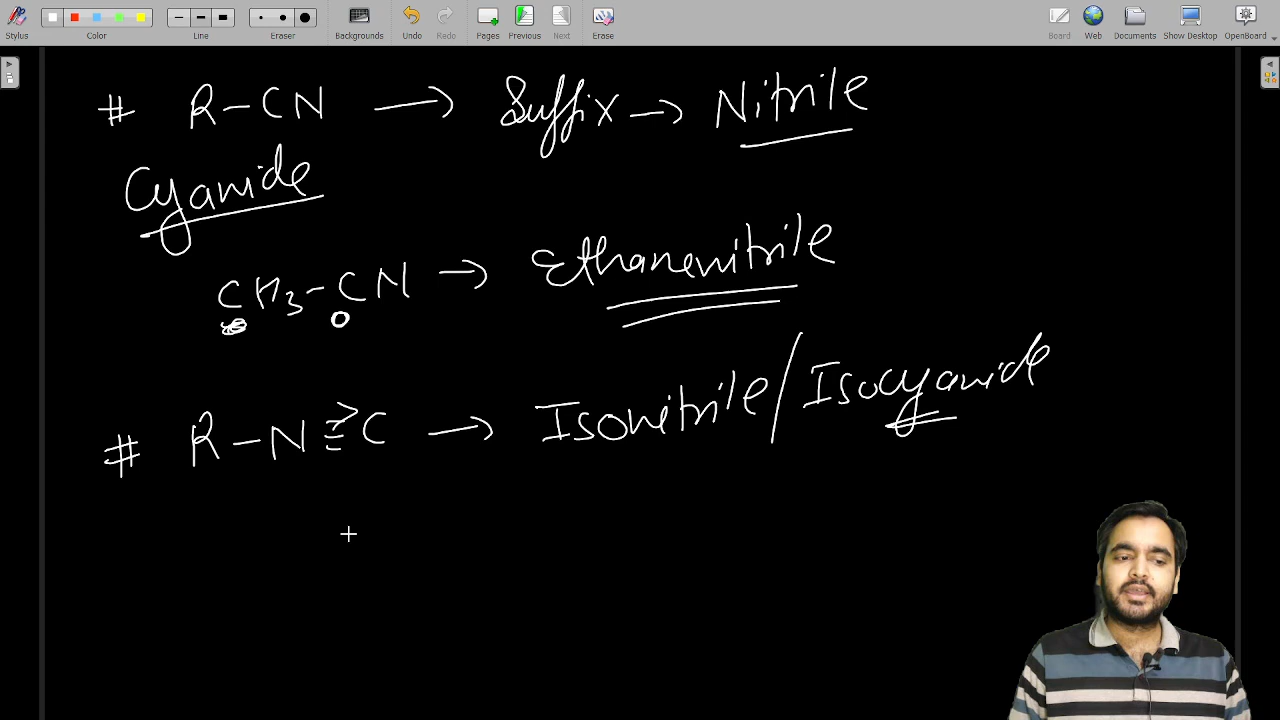 Stylus Color Line Eraser Backgrounds Undo Redo Pages Previous Next Erase Board Web Documents Show Desktop OpenBoard
# R-CN → Suffix → Nitrile
Cyanide
CH3-CN → Ethanenitrile
# R-N≡C → Isonitrile/Isocyanide